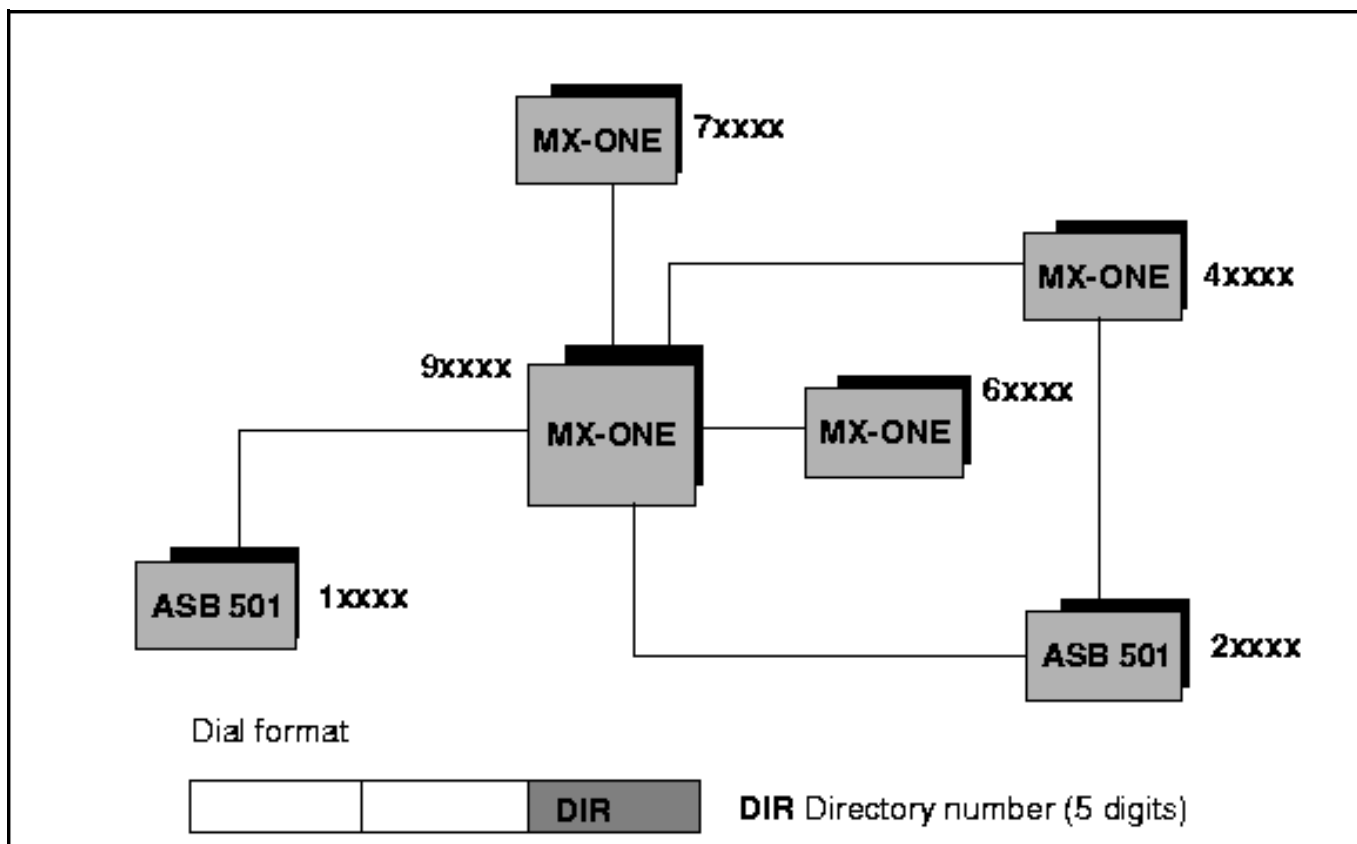 MX-ONE
7xxxx
MX-ONE
4xxxx
9xxxx
MX-ONE
6xxxx
MX-ONE
ASB 501
1xxxx
ASB 501
2xxxx
Dial format
DIR
DIR Directory number (5 digits)